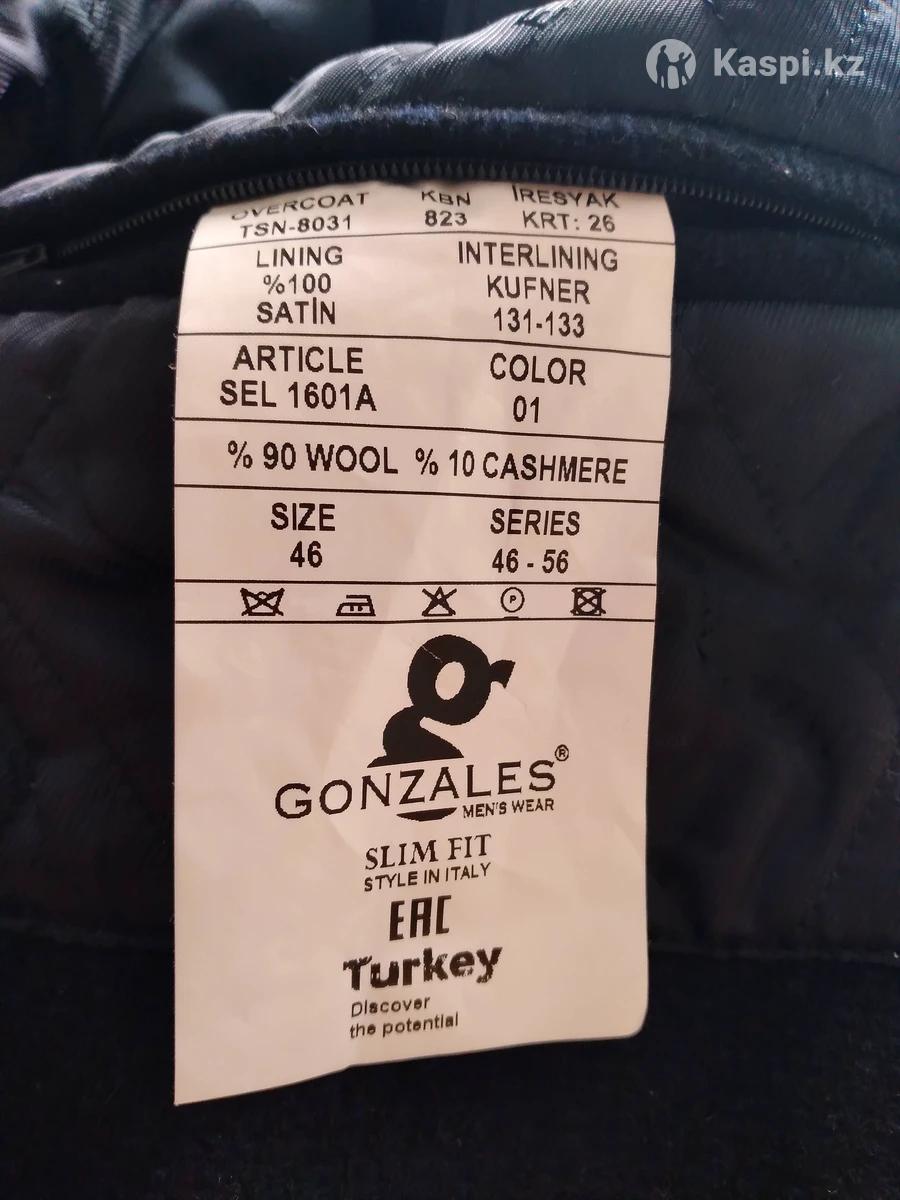 Kaspi.kz
OVERCOAT KBN İRESYAK
TSN-8031 823 KRT: 26
LINING INTERLINING
%100 KUFNER
SATİN 131-133
ARTICLE COLOR
SEL 1601A 01
% 90 WOOL % 10 CASHMERE
SIZE SERIES
46 46 - 56
P
GONZALES®
MEN'S WEAR
SLIM FIT
STYLE IN ITALY
EAC
Turkey
Discover
the potential